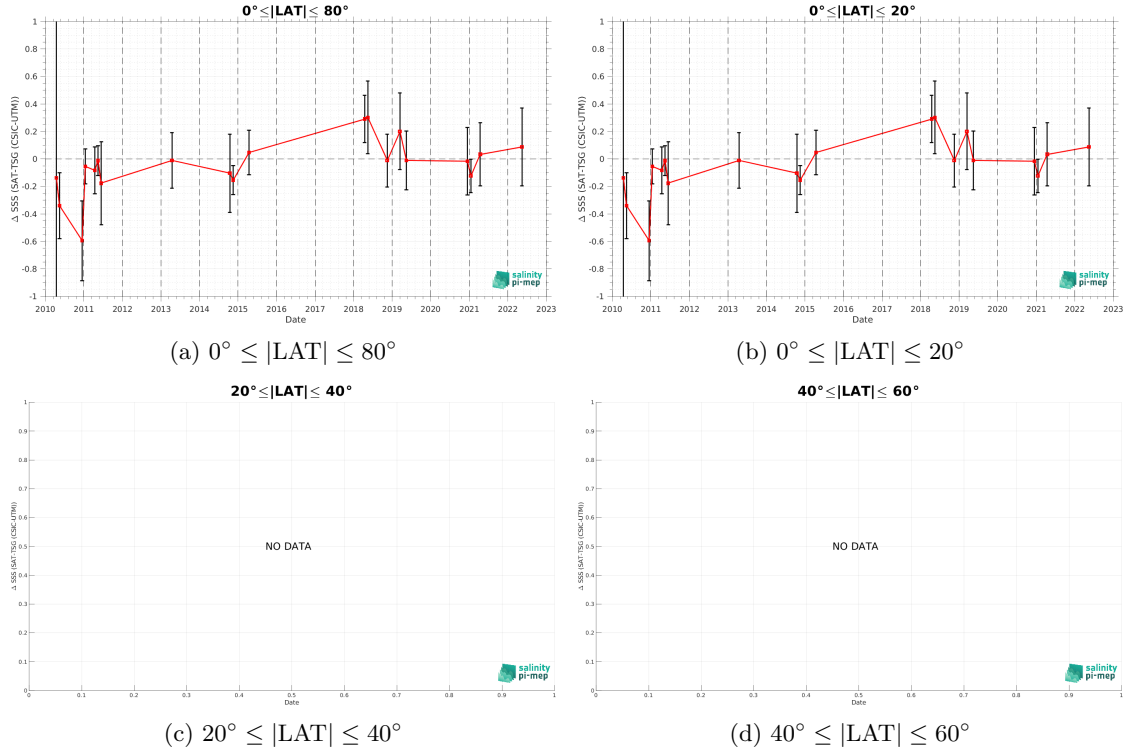 0°≤|LAT|≤ 80°
1
0.8
0.6
0.4
0.2
0
-0.2
-0.4
-0.6
-0.8
-1
Δ SSS (SAT-TSG (CSIC-UTM))
2010 2011 2012 2013 2014 2015 2016 2017 2018 2019 2020 2021 2022 2023
Date
salinity
pi-mep
(a) 0° ≤ |LAT| ≤ 80°
0°≤|LAT|≤ 20°
1
0.8
0.6
0.4
0.2
0
-0.2
-0.4
-0.6
-0.8
-1
Δ SSS (SAT-TSG (CSIC-UTM))
2010 2011 2012 2013 2014 2015 2016 2017 2018 2019 2020 2021 2022 2023
Date
salinity
pi-mep
(b) 0° ≤ |LAT| ≤ 20°
20°≤|LAT|≤ 40°
1
0.9
0.8
0.7
0.6
0.5
0.4
0.3
0.2
0.1
0
Δ SSS (SAT-TSG (CSIC-UTM))
NO DATA
0 0.1 0.2 0.3 0.4 0.5 0.6 0.7 0.8 0.9 1
Date
salinity
pi-mep
(c) 20° ≤ |LAT| ≤ 40°
40°≤|LAT|≤ 60°
1
0.9
0.8
0.7
0.6
0.5
0.4
0.3
0.2
0.1
0
Δ SSS (SAT-TSG (CSIC-UTM))
NO DATA
0 0.1 0.2 0.3 0.4 0.5 0.6 0.7 0.8 0.9 1
Date
salinity
pi-mep
(d) 40° ≤ |LAT| ≤ 60°